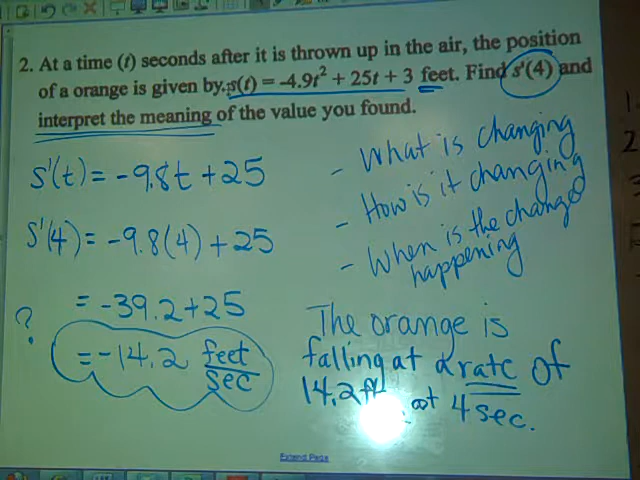 2. At a time (t) seconds after it is thrown up in the air, the position
of a orange is given by: s(t) = -4.9t² + 25t + 3 feet. Find s'(4) and
interpret the meaning of the value you found.
s'(t) = -9.8t + 25
s'(4) = -9.8(4) + 25
= -39.2 + 25
?
= -14.2 feet/sec
- What is changing
- How is it changing
- When is the change
happening
The orange is
falling at a rate of
14.2 ft
at 4 sec.
Extend Page